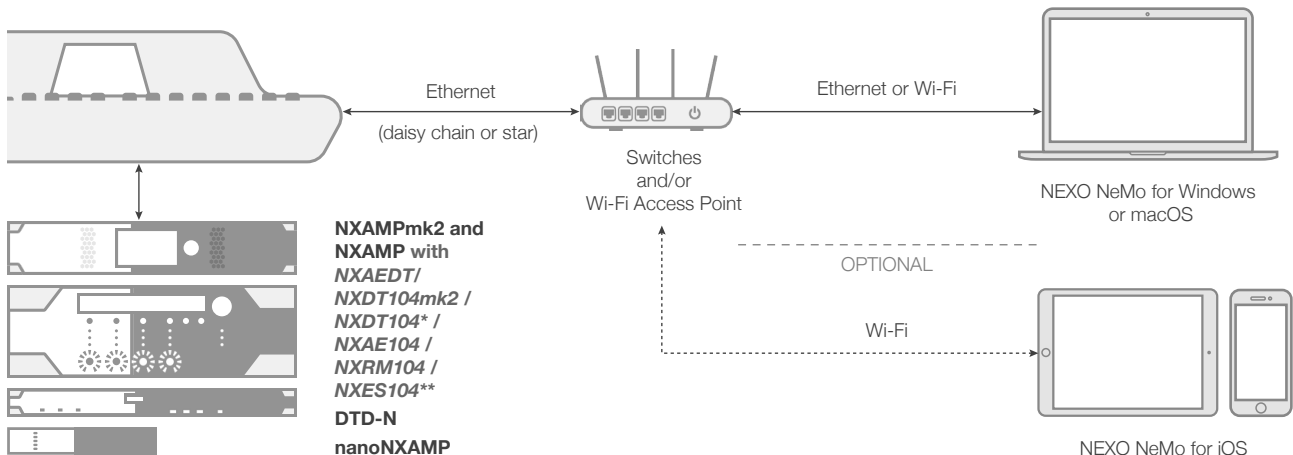 Ethernet
(daisy chain or star)
Switches
and/or
Wi-Fi Access Point
Ethernet or Wi-Fi
NEXO NeMo for Windows
or macOS
NXAMPmk2 and
NXAMP with
NXAEDT/
NXDT104mk2 /
NXDT104* /
NXAE104 /
NXRM104 /
NXES104**
DTD-N
nanoNXAMP
OPTIONAL
Wi-Fi
NEXO NeMo for iOS